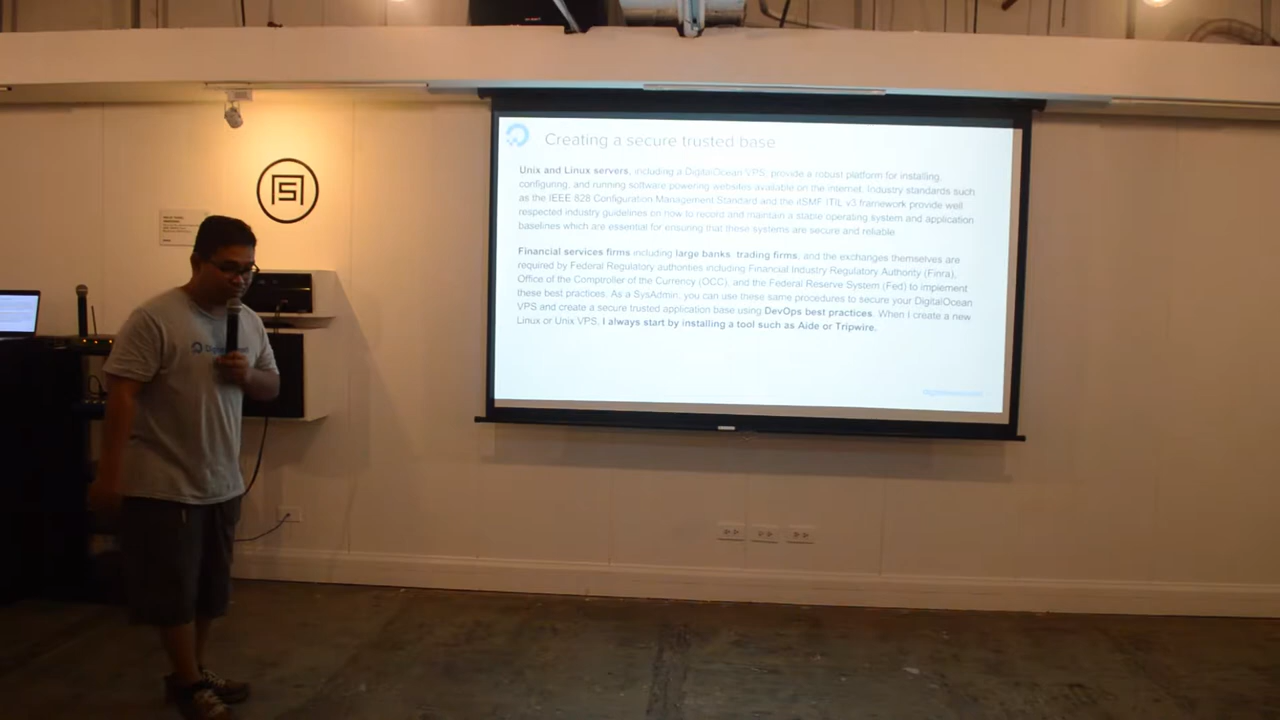 Creating a secure trusted base
Unix and Linux servers, including a DigitalOcean VPS, provide a robust platform for installing,
configuring, and running software powering websites available on the internet. Industry standards such
as the IEEE 828 Configuration Management Standard and the itSMF ITIL v3 framework provide well
respected industry guidelines on how to record and maintain a stable operating system and application
baselines which are essential for ensuring that these systems are secure and reliable.
Financial services firms including large banks, trading firms, and the exchanges themselves are
required by Federal Regulatory authorities including Financial Industry Regulatory Authority (Finra),
Office of the Comptroller of the Currency (OCC), and the Federal Reserve System (Fed) to implement
these best practices. As a SysAdmin, you can use these same procedures to secure your DigitalOcean
VPS and create a secure trusted application base using DevOps best practices. When I create a new
Linux or Unix VPS, I always start by installing a tool such as Aide or Tripwire.